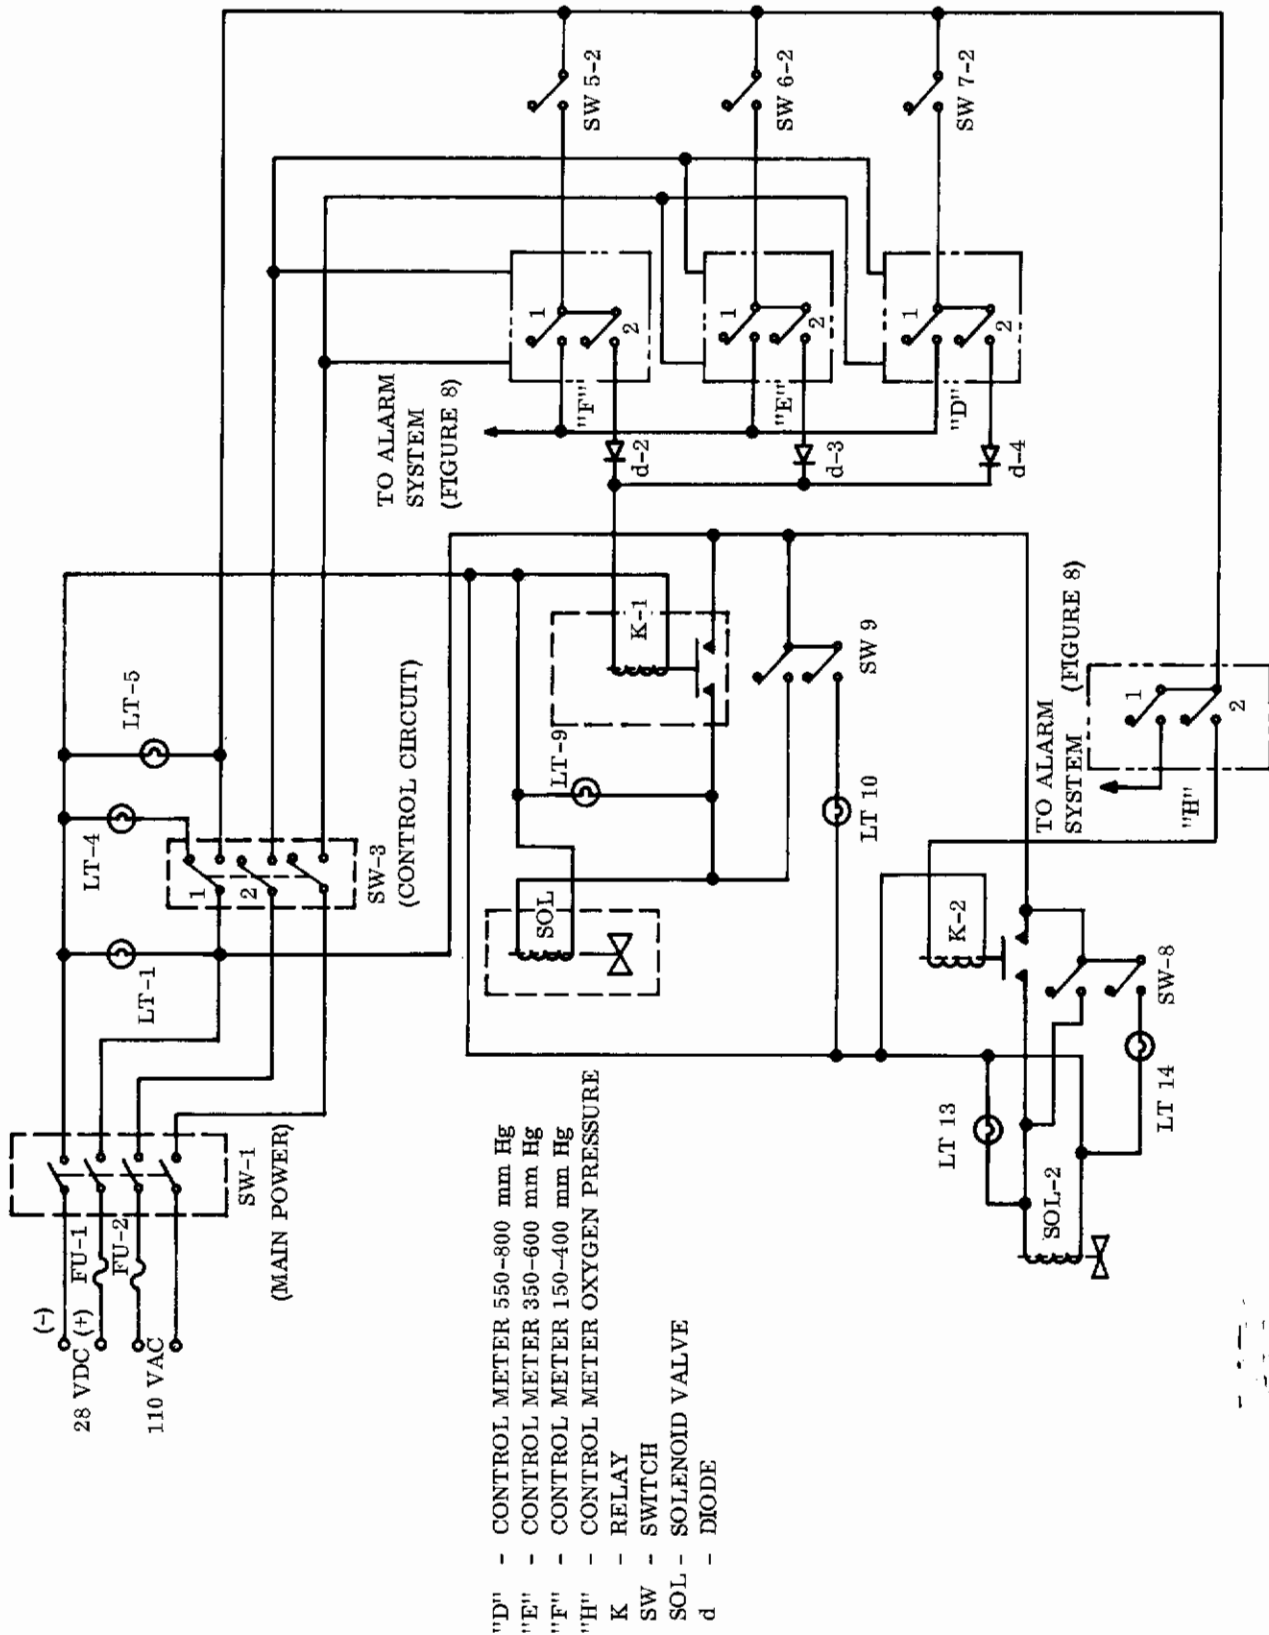 (-)
28 VDC
(+)
FU-1
FU-2
110 VAC
SW-1
(MAIN POWER)
LT-1
LT-4
LT-5
1
2
SW-3
(CONTROL CIRCUIT)
TO ALARM
SYSTEM
(FIGURE 8)
SW 5-2
SW 6-2
SW 7-2
1
2
"F"
1
2
"E"
1
2
"D"
d-2
d-3
d-4
K-1
LT-9
SOL
SW 9
LT 10
TO ALARM
SYSTEM (FIGURE 8)
1
2
"H"
K-2
SW-8
LT 13
LT 14
SOL-2
"D" - CONTROL METER 550-800 mm Hg
"E" - CONTROL METER 350-600 mm Hg
"F" - CONTROL METER 150-400 mm Hg
"H" - CONTROL METER OXYGEN PRESSURE
K - RELAY
SW - SWITCH
SOL - SOLENOID VALVE
d - DIODE